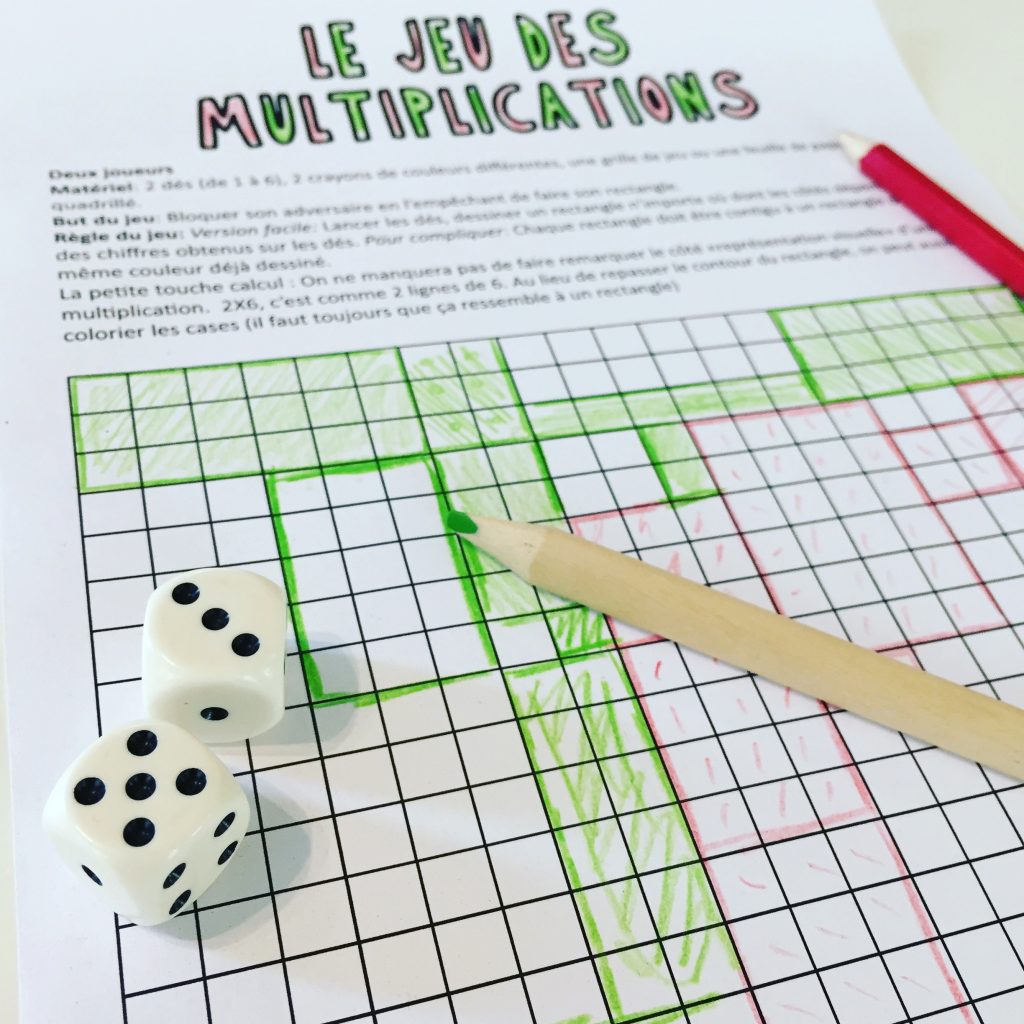 LE JEU DES
MULTIPLICATIONS
Deux joueurs
Matériel: 2 dés (de 1 à 6), 2 crayons de couleurs différentes, une grille de jeu ou une feuille de
quadrillé.
But du jeu: Bloquer son adversaire en l'empêchant de faire son rectangle.
Règle du jeu: Version facile: Lancer les dés, dessiner un rectangle n'importe où dont les côtés
des chiffres obtenus sur les dés. Pour compliquer: Chaque rectangle doit être contigu à un rectangle
même couleur déjà dessiné.
La petite touche calcul : On ne manquera pas de faire remarquer le côté «représentation visuelle»
multiplication. 2X6, c'est comme 2 lignes de 6. Au lieu de repasser le contour du rectangle, on peut
colorier les cases (il faut toujours que ça ressemble à un rectangle)